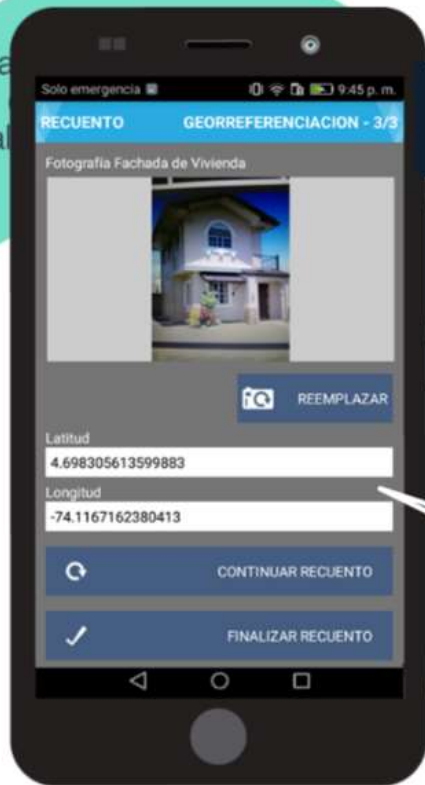 Solo emergencia 9:45 p. m.
RECUENTO GEORREFERENCIACION - 3/3
Fotografía Fachada de Vivienda
REEMPLAZAR
Latitud
4.698305613599883
Longitud
-74.1167162380413
CONTINUAR RECUENTO
FINALIZAR RECUENTO